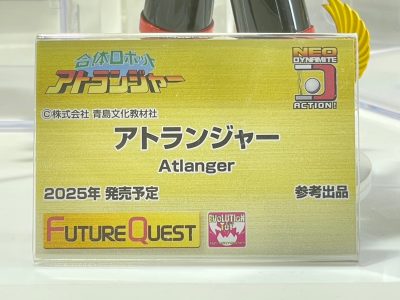 合体ロボット
アトランジャー
NEO
DYNAMITE
D
ACTION!
©株式会社 青島文化教材社
アトランジャー
Atlanger
2025年 発売予定
参考出品
FUTURE QUEST
EVOLUTION
TOY